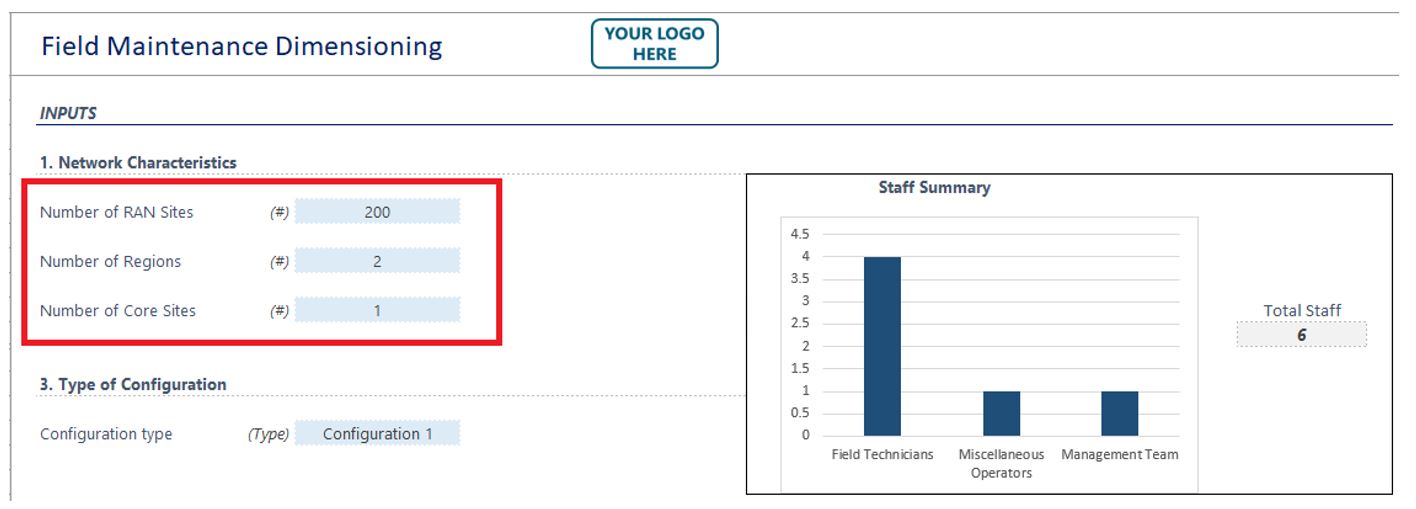 Field Maintenance Dimensioning
YOUR LOGO
HERE
INPUTS
1. Network Characteristics
Number of RAN Sites (#) 200
Number of Regions (#) 2
Number of Core Sites (#) 1
3. Type of Configuration
Configuration type (Type) Configuration 1
Staff Summary
4.5
4
3.5
3
2.5
2
1.5
1
0.5
0
Field Technicians
Miscellaneous
Operators
Management Team
Total Staff
6